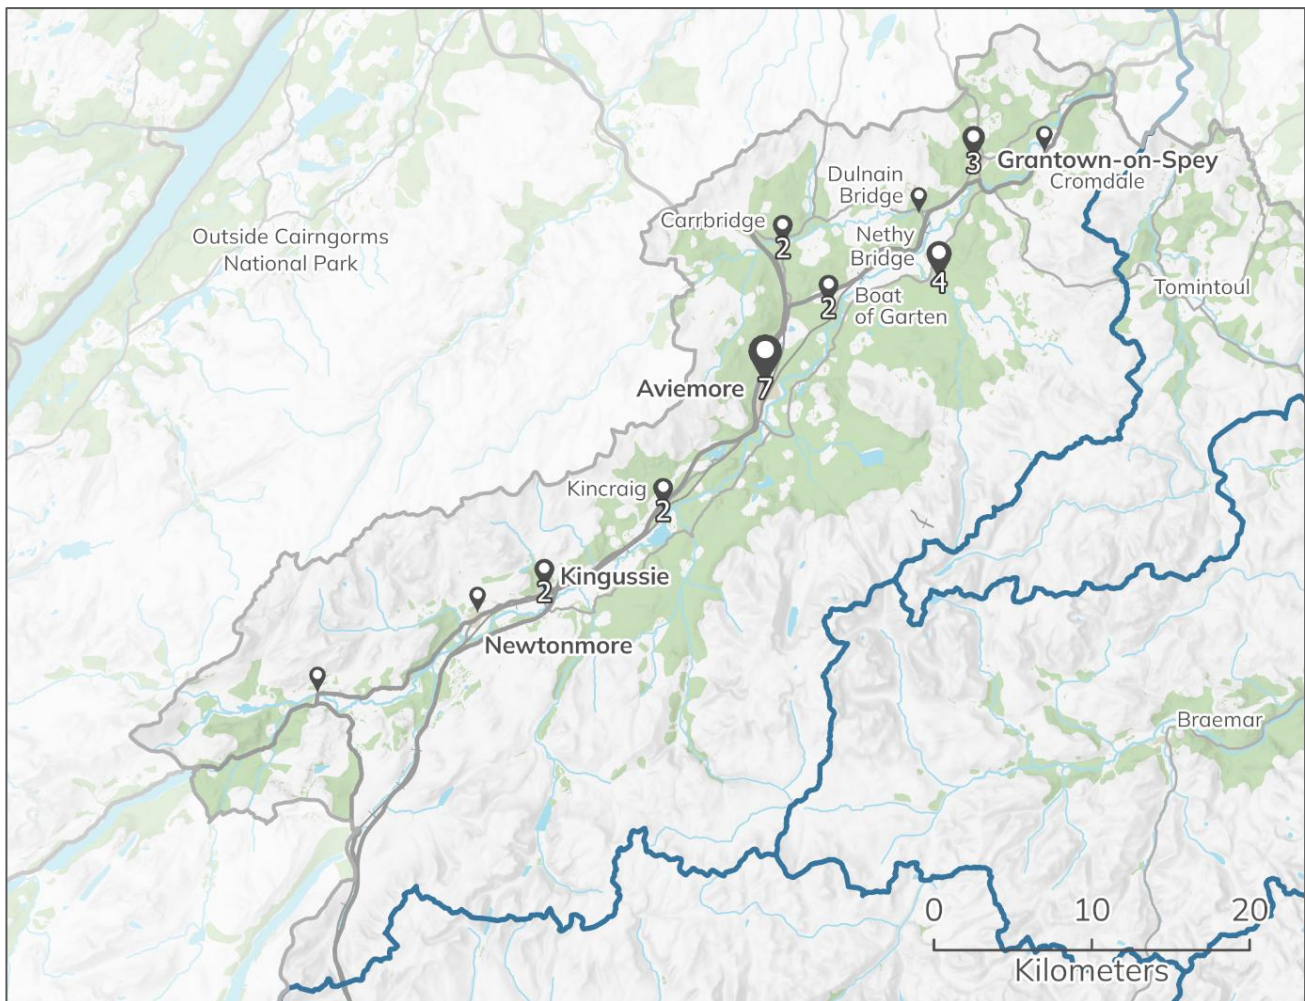 3
Grantown-on-Spey
Cromdale
Dulnain
Bridge
Carrbridge
2
Nethy
Bridge
4
Outside Cairngorms
National Park
2
Boat
of Garten
Tomintoul
Aviemore
7
Kincraig
2
Kingussie
2
Newtonmore
Braemar
0 10 20
Kilometers